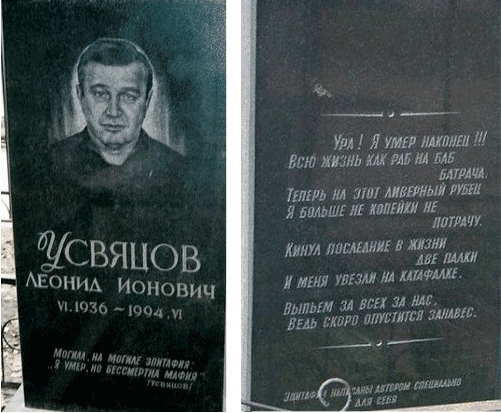 Усвяцов
Леонид Ионович
VI. 1936 ~ 1994. VI
Могила, на могиле эпитафия:
"Я умер, но бессмертна мафия"
/Усвяцов/
Ура! Я умер наконец!!!
Всю жизнь как раб на баб
батрача.
Теперь на этот ливерный рубец
Я больше не копейки не
потрачу.
Кинул последние в жизни
две палки
И меня увезли на катафалке.
Выпьем за всех за нас.
Ведь скоро опустится занавес.
Эпитафии написаны автором специально
для себя